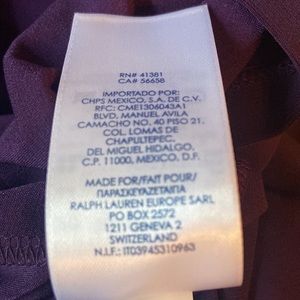 RN# 41381
CA# 56658
IMPORTADO POR:
CHPS MEXICO, S.A. DE C.V.
RFC: CME1306043A1
BLVD, MANUEL AVILA
CAMACHO NO. 40 PISO 21.
COL. LOMAS DE
CHAPULTEPEC.
DEL MIGUEL HIDALGO.
C.P. 11000, MEXICO D.F.
MADE FOR/FAIT POUR/
ΠΑΡΑΣΚΕΥΑΖΕΤΑΙΓΙΑ
RALPH LAUREN EUROPE SARL
PO BOX 2572
1211 GENEVA 2
SWITZERLAND
N.I.F.: IT03945310963